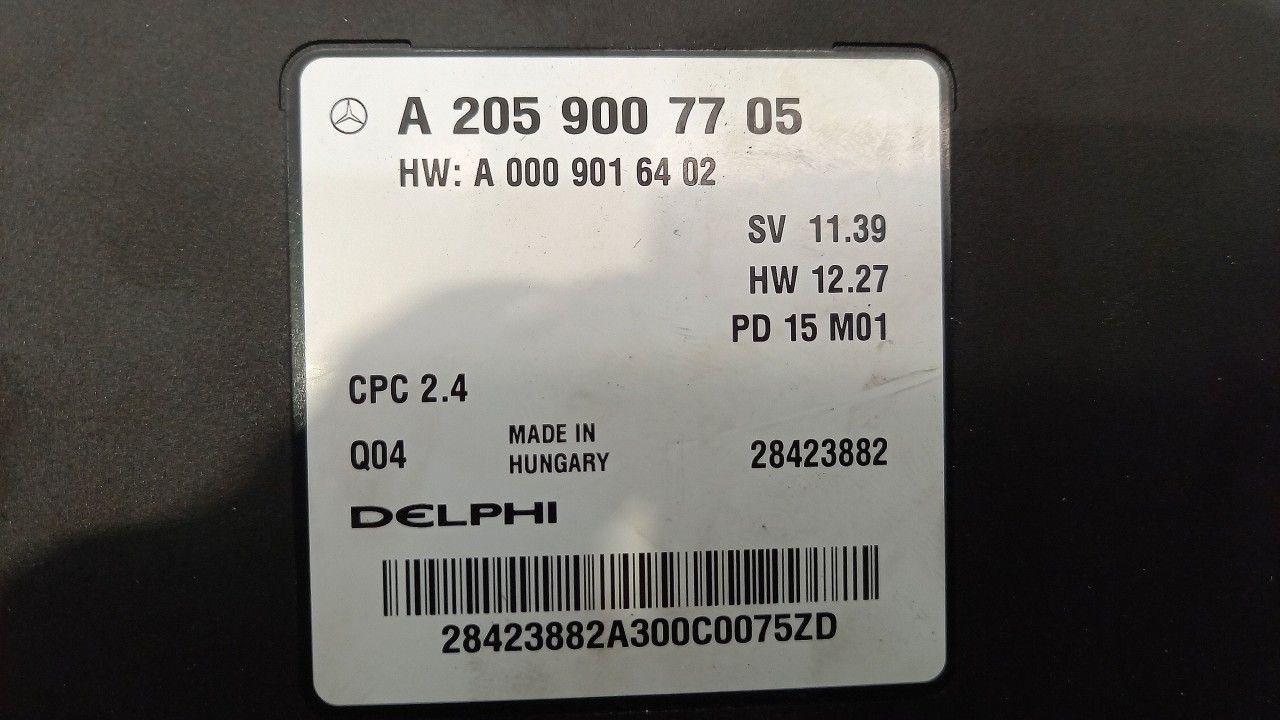 A 205 900 77 05
HW: A 000 901 64 02
SV 11.39
HW 12.27
PD 15 M01
CPC 2.4
Q04
MADE IN
HUNGARY
28423882
DELPHI
28423882A300C0075ZD